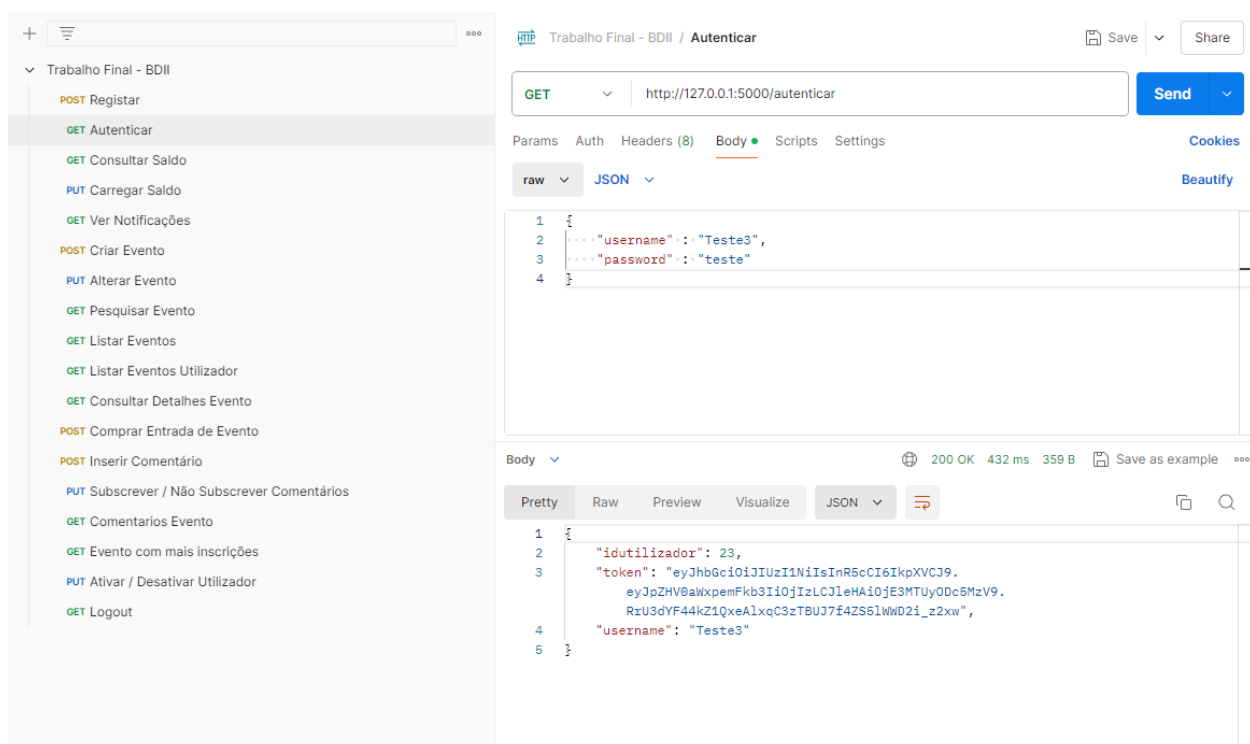 Trabalho Final - BDII
POST Registar
GET Autenticar
GET Consultar Saldo
PUT Carregar Saldo
GET Ver Notificações
POST Criar Evento
PUT Alterar Evento
GET Pesquisar Evento
GET Listar Eventos
GET Listar Eventos Utilizador
GET Consultar Detalhes Evento
POST Comprar Entrada de Evento
POST Inserir Comentário
PUT Subscrever / Não Subscrever Comentários
GET Comentarios Evento
GET Evento com mais inscrições
PUT Ativar / Desativar Utilizador
GET Logout
HTTP Trabalho Final - BDII / Autenticar Save Share
GET http://127.0.0.1:5000/autenticar Send
Params Auth Headers (8) Body Scripts Settings Cookies
raw JSON Beautify
1 {
2 "username" : "Teste3",
3 "password" : "teste"
4 }
Body 200 OK 432 ms 359 B Save as example
Pretty Raw Preview Visualize JSON
1 {
2 "idutilizador": 23,
3 "token": "eyJhbGciOiJIUzI1NiIsInR5cCI6IkpXVCJ9.
eyJpZHV0aWxpemFkb3IiOjIzLCJleHAiOjE3MTUyODc5MzV9.
RrU3dYF44kZ1QxeAlxqC3zTBUJ7f4ZS5lWWD2i_z2xw",
4 "username": "Teste3"
5 }